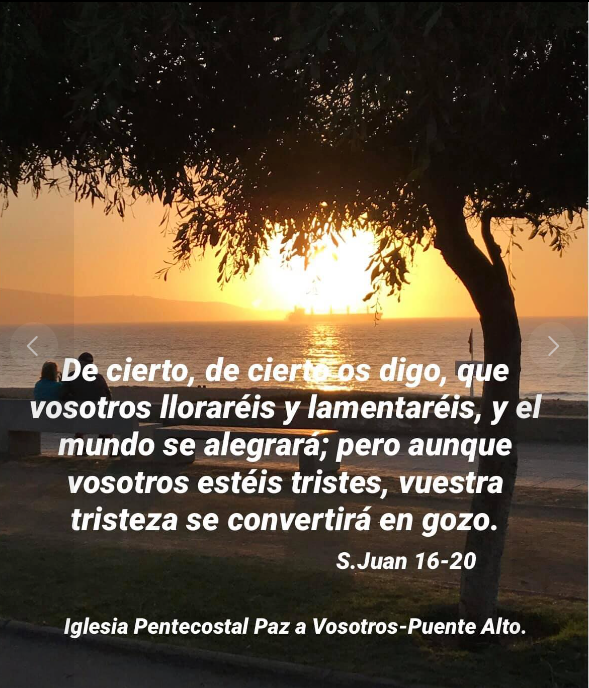 De cierto, de cierto os digo, que
vosotros lloraréis y lamentaréis, y el
mundo se alegrará; pero aunque
vosotros estéis tristes, vuestra
tristeza se convertirá en gozo.
S.Juan 16-20
Iglesia Pentecostal Paz a Vosotros-Puente Alto.